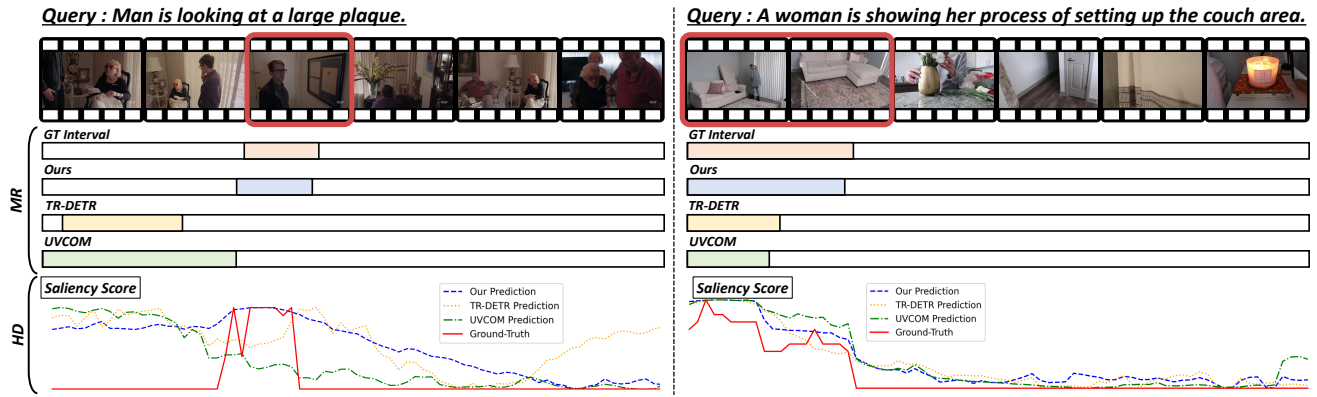 Query : Man is looking at a large plaque.
MR
GT Interval
Ours
TR-DETR
UVCOM
HD
Saliency Score
Our Prediction
TR-DETR Prediction
UVCOM Prediction
Ground-Truth
Query : A woman is showing her process of setting up the couch area.
GT Interval
Ours
TR-DETR
UVCOM
Saliency Score
Our Prediction
TR-DETR Prediction
UVCOM Prediction
Ground-Truth